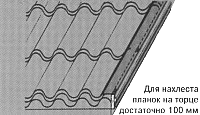 Для нахлеста
планок на торце
достаточно 100 мм